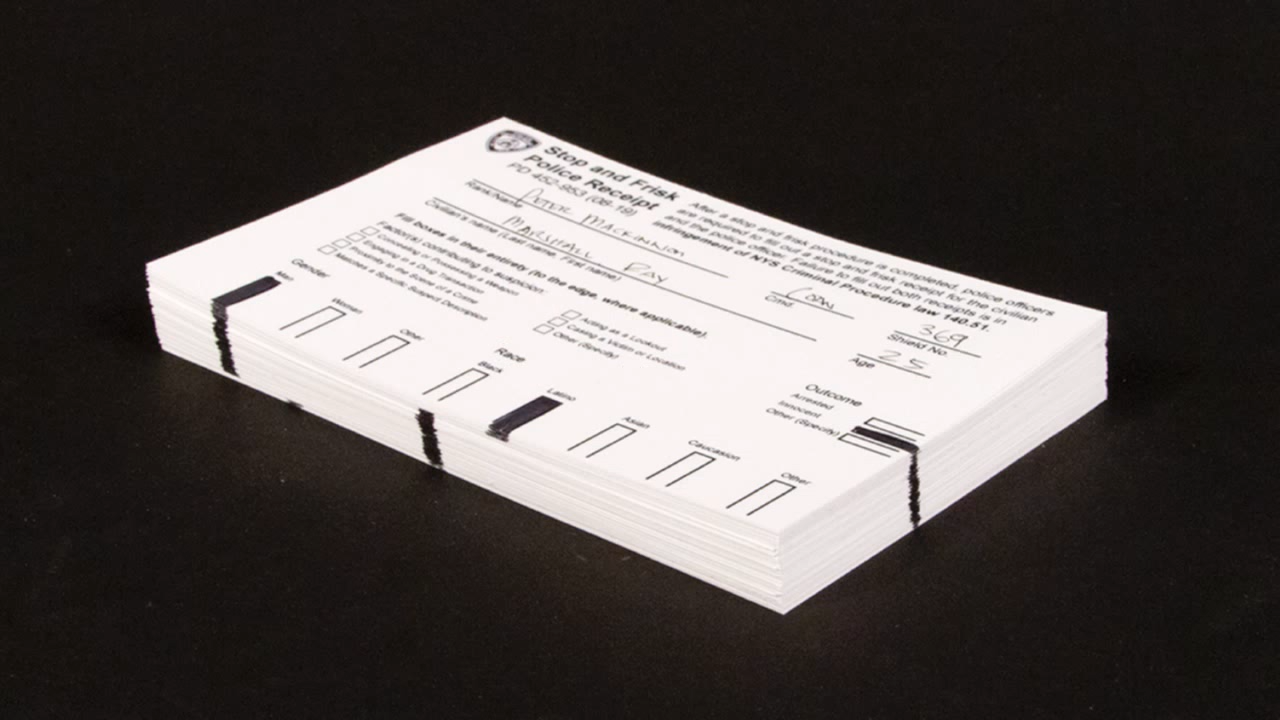 Stop and Frisk
Police Receipt
PD 452-953 (08-19)
After a stop and frisk procedure is completed, police officers
are required to fill out a stop and frisk receipt for the civilian
and the police officer. Failure to fill out both receipts is in
infringement of NYS Criminal Procedure law 140.51.
Peter Mackinnon
Rank/Name
Cmd.
369
Shield No.
Marshall Ray
Civilian's name (Last name, First name)
25
Age
Fill boxes in their entirety (to the edge, where applicable).
Factor(s) contributing to suspicion
Concealing or Possessing a Weapon
Engaging in a Drug Transaction
Proximity to the Scene of a Crime
Matches a Specific Suspect Description
Acting as a Lookout
Casing a Victim or Location
Other (Specify)
Outcome
Arrested
Innocent
Other (Specify)
Gender
Man
Woman
Other
Race
Black
Latino
Asian
Caucasian
Other